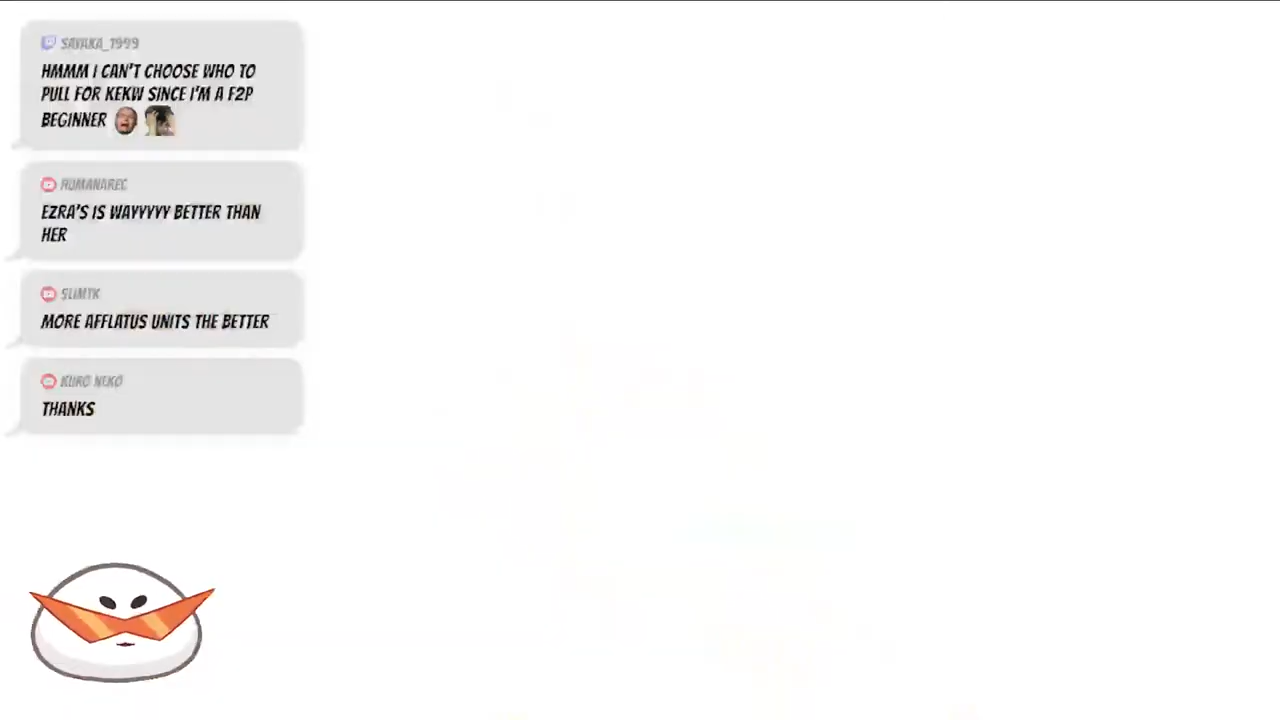 SAYAKA_1999
HMMM I CAN'T CHOOSE WHO TO
PULL FOR KEKW SINCE I'M A F2P
BEGINNER
HUMANAREC
EZRA'S IS WAYYYYY BETTER THAN
HER
SLIMTK
MORE AFFLATUS UNITS THE BETTER
KURO NEKO
THANKS